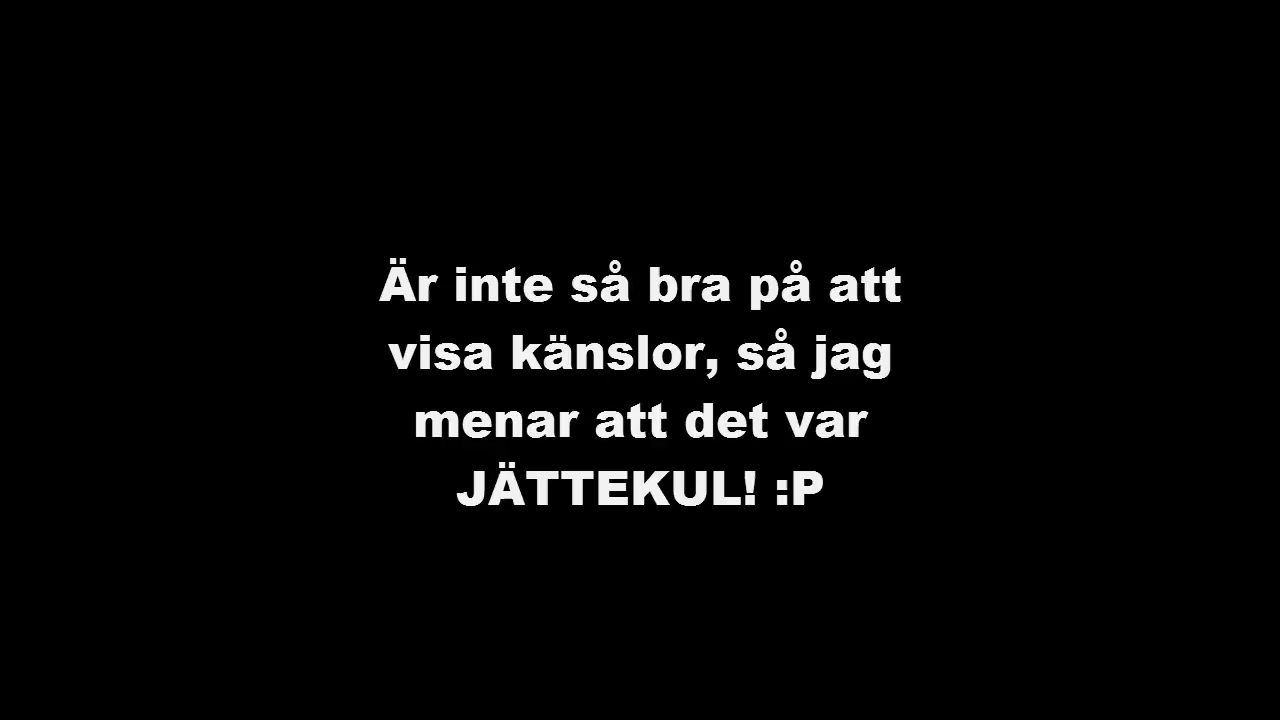 Är inte så bra på att
visa känslor, så jag
menar att det var
JÄTTEKUL! :P